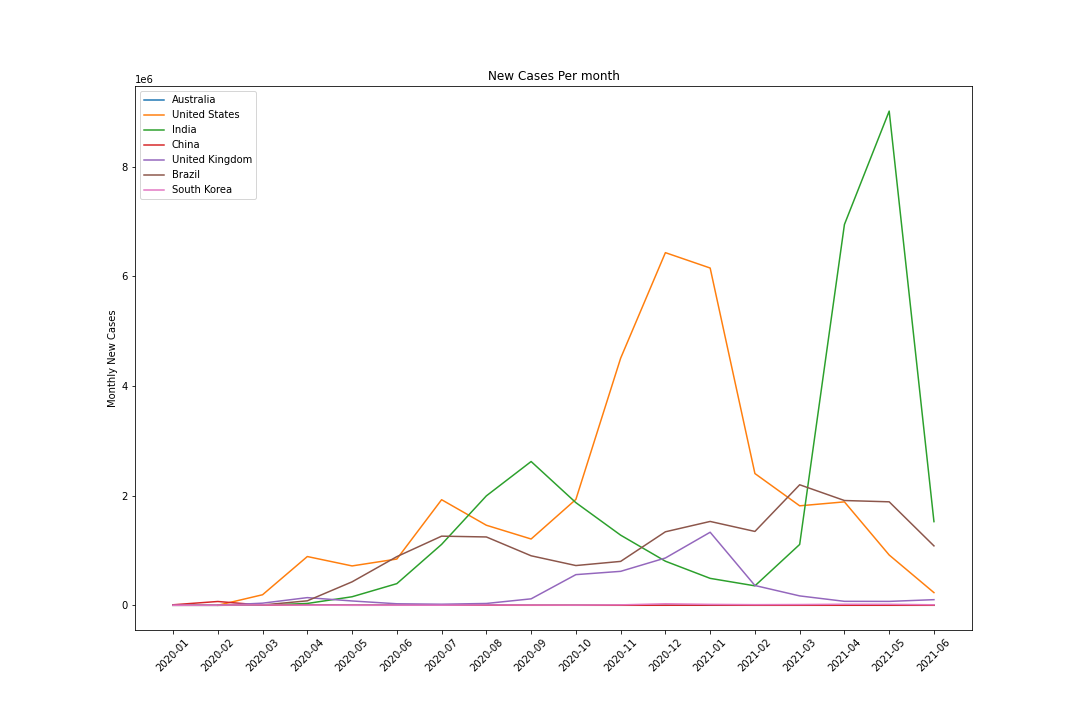 New Cases Per month
1e6
Australia
United States
India
China
United Kingdom
Brazil
South Korea
8
6
4
2
0
Monthly New Cases
2020-01
2020-02
2020-03
2020-04
2020-05
2020-06
2020-07
2020-08
2020-09
2020-10
2020-11
2020-12
2021-01
2021-02
2021-03
2021-04
2021-05
2021-06